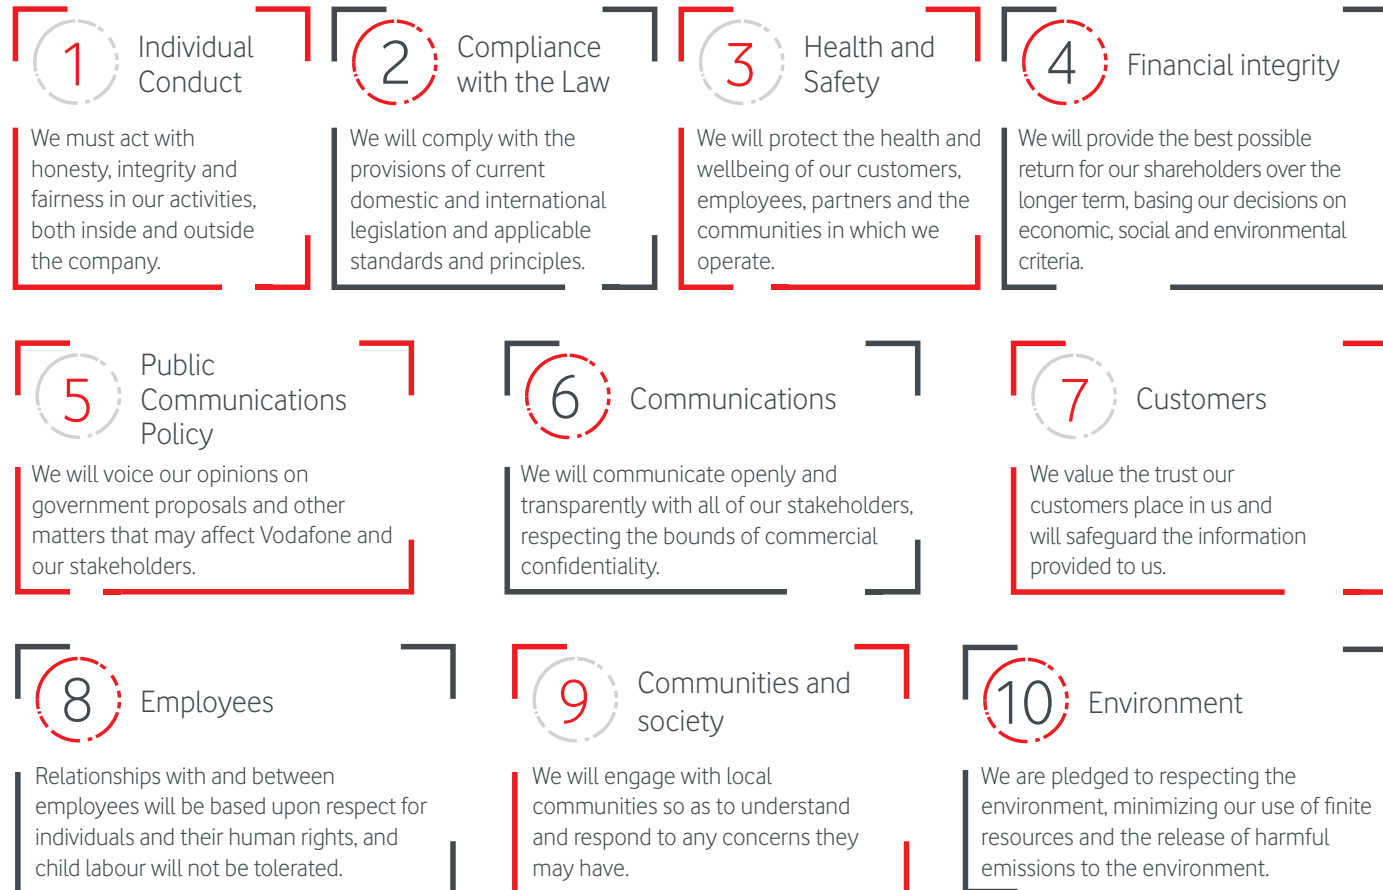 1
Individual
Conduct
We must act with
honesty, integrity and
fairness in our activities,
both inside and outside
the company.
2
Compliance
with the Law
We will comply with the
provisions of current
domestic and international
legislation and applicable
standards and principles.
3
Health and
Safety
We will protect the health and
wellbeing of our customers,
employees, partners and the
communities in which we
operate.
4
Financial integrity
We will provide the best possible
return for our shareholders over the
longer term, basing our decisions on
economic, social and environmental
criteria.
5
Public
Communications
Policy
We will voice our opinions on
government proposals and other
matters that may affect Vodafone and
our stakeholders.
6
Communications
We will communicate openly and
transparently with all of our stakeholders,
respecting the bounds of commercial
confidentiality.
7
Customers
We value the trust our
customers place in us and
will safeguard the information
provided to us.
8
Employees
Relationships with and between
employees will be based upon respect for
individuals and their human rights, and
child labour will not be tolerated.
9
Communities and
society
We will engage with local
communities so as to understand
and respond to any concerns they
may have.
10
Environment
We are pledged to respecting the
environment, minimizing our use of finite
resources and the release of harmful
emissions to the environment.